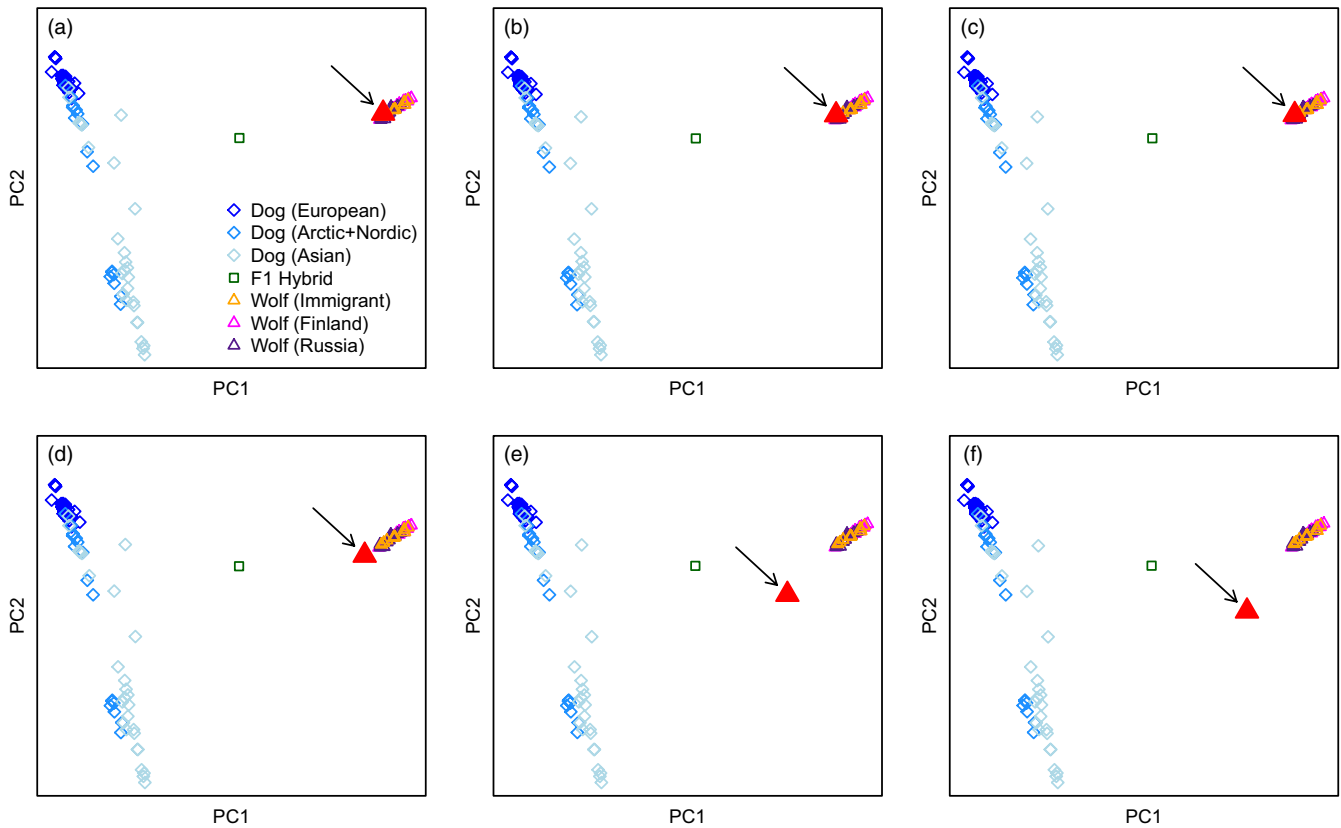 (a)
(b)
(c)
PC2
PC2
PC2
Dog (European)
Dog (Arctic+Nordic)
Dog (Asian)
F1 Hybrid
Wolf (Immigrant)
Wolf (Finland)
Wolf (Russia)
PC1
PC1
PC1
(d)
(e)
(f)
PC2
PC2
PC2
PC1
PC1
PC1